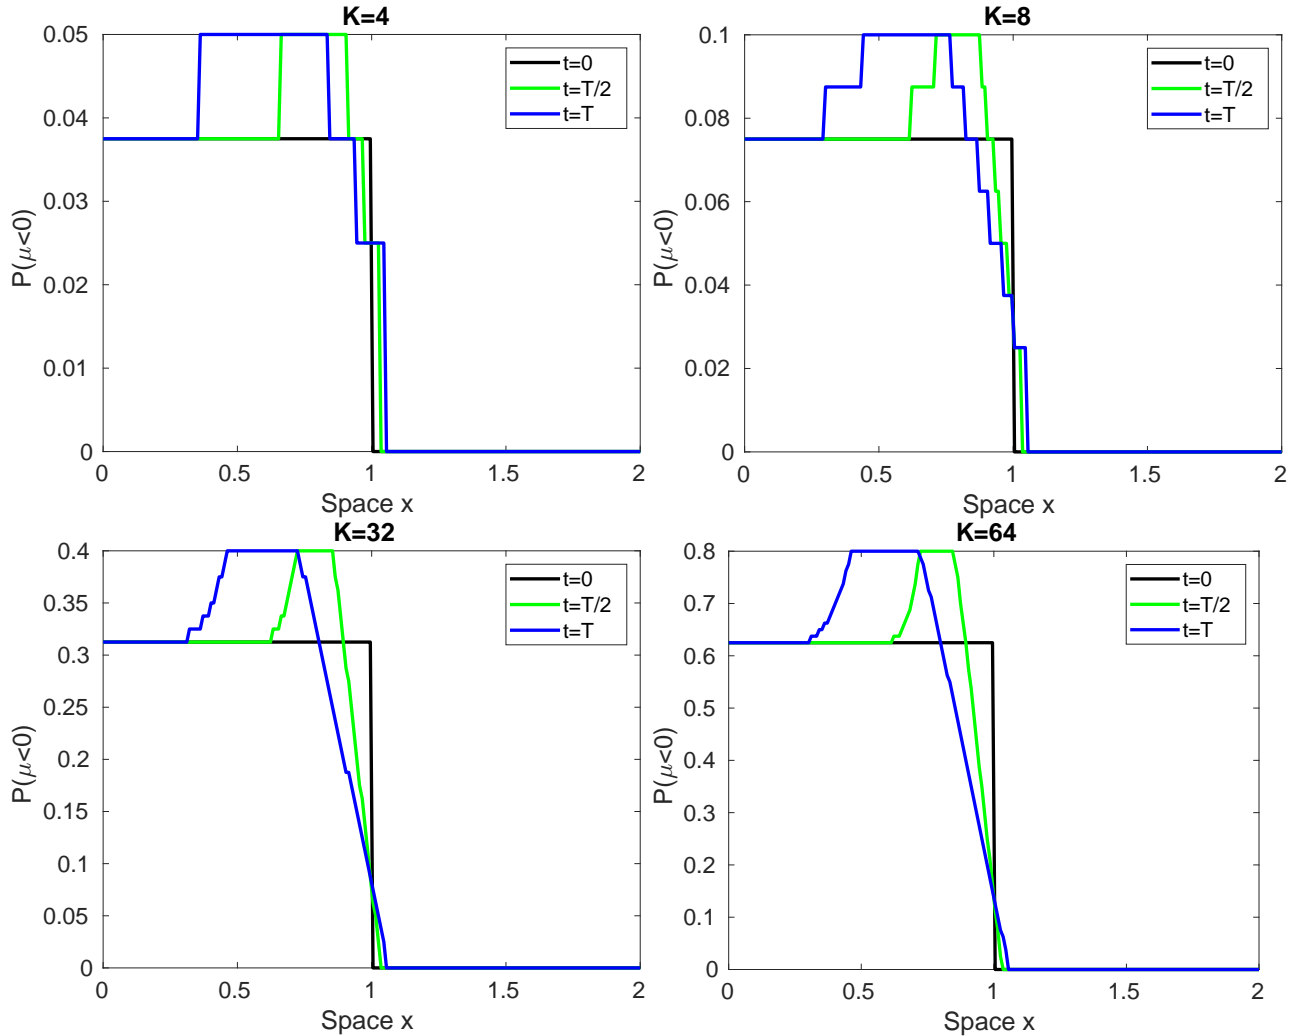 K=4
0.05
0.04
0.03
0.02
0.01
0
P(μ<0)
t=0
t=T/2
t=T
0
0.5
1
1.5
2
Space x
K=8
0.1
0.08
0.06
0.04
0.02
0
P(μ<0)
t=0
t=T/2
t=T
0
0.5
1
1.5
2
Space x
K=32
0.4
0.35
0.3
0.25
0.2
0.15
0.1
0.05
0
P(μ<0)
t=0
t=T/2
t=T
0
0.5
1
1.5
2
Space x
K=64
0.8
0.7
0.6
0.5
0.4
0.3
0.2
0.1
0
P(μ<0)
t=0
t=T/2
t=T
0
0.5
1
1.5
2
Space x